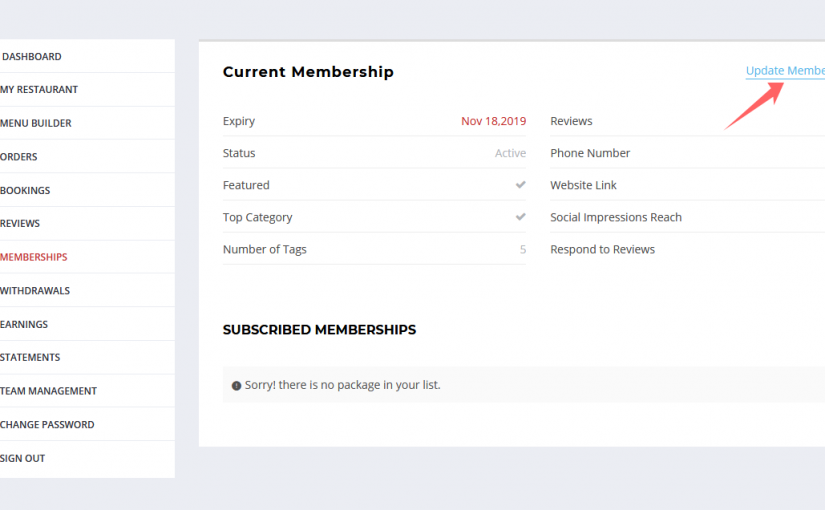 DASHBOARD
MY RESTAURANT
MENU BUILDER
ORDERS
BOOKINGS
REVIEWS
MEMBERSHIPS
WITHDRAWALS
EARNINGS
STATEMENTS
TEAM MANAGEMENT
CHANGE PASSWORD
SIGN OUT
Current Membership
Update Membe
Expiry Nov 18,2019
Reviews
Status Active
Phone Number
Featured
Website Link
Top Category
Social Impressions Reach
Number of Tags 5
Respond to Reviews
SUBSCRIBED MEMBERSHIPS
Sorry! there is no package in your list.